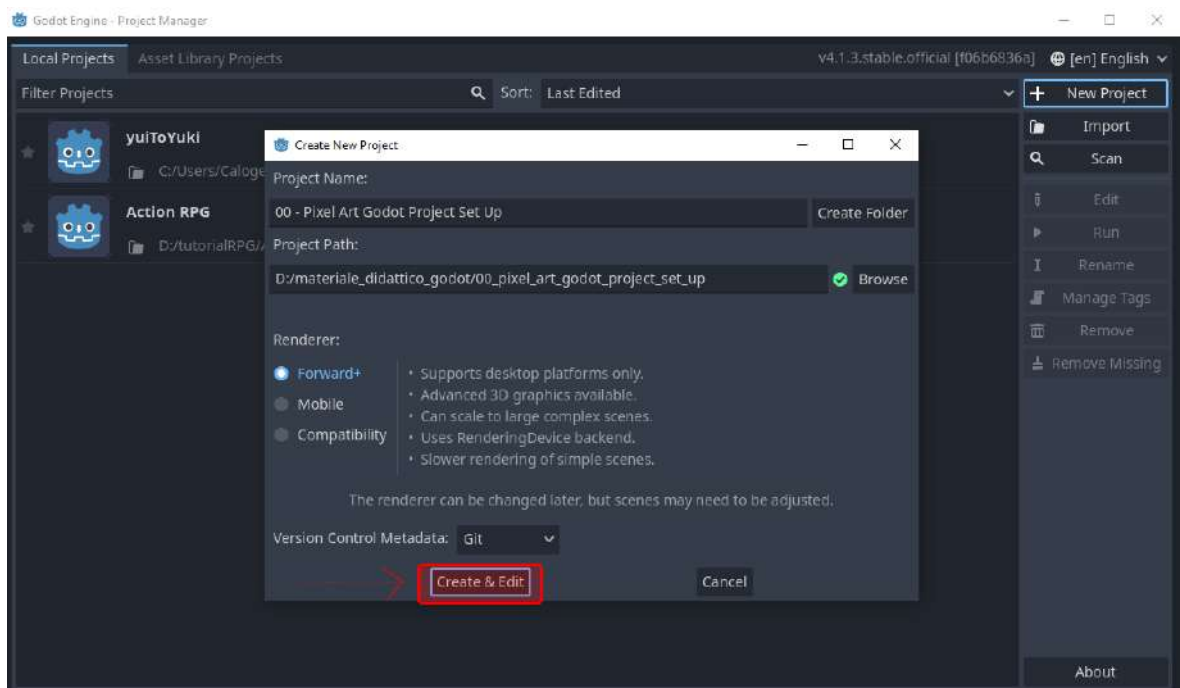 Godot Engine - Project Manager
Local Projects Asset Library Projects v4.1.3.stable.official [f06b6836a] [en] English
Filter Projects Sort: Last Edited New Project
yuiToYuki
C:/Users/Caloge
Action RPG
D:/tutorialRPG/
Create New Project
Project Name:
00 - Pixel Art Godot Project Set Up Create Folder
Project Path:
D:/materiale_didattico_godot/00_pixel_art_godot_project_set_up Browse
Renderer:
Forward+
Mobile
Compatibility
• Supports desktop platforms only.
• Advanced 3D graphics available.
• Can scale to large complex scenes.
• Uses RenderingDevice backend.
• Slower rendering of simple scenes.
The renderer can be changed later, but scenes may need to be adjusted.
Version Control Metadata: Git
Create & Edit Cancel
Import
Scan
Edit
Run
Rename
Manage Tags
Remove
Remove Missing
About